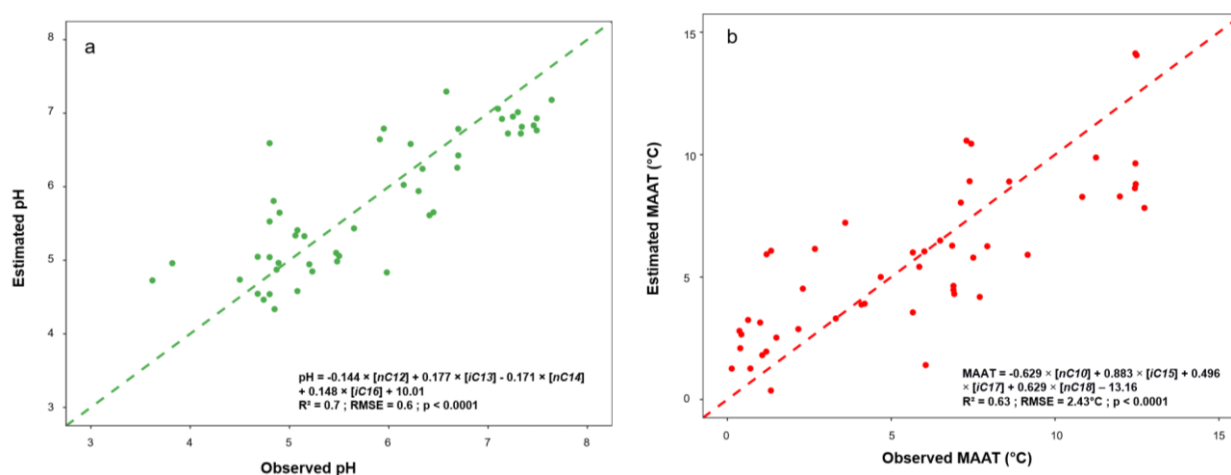 a
8
7
6
5
4
3
3 4 5 6 7 8
Estimated pH
Observed pH
pH = -0.144 × [nC12] + 0.177 × [iC13] - 0.171 × [nC14]
+ 0.148 × [iC16] + 10.01
R² = 0.7 ; RMSE = 0.6 ; p < 0.0001
b
15
10
5
0
0 5 10 15
Estimated MAAT (°C)
Observed MAAT (°C)
MAAT = -0.629 × [nC10] + 0.883 × [iC15] + 0.496
× [iC17] + 0.629 × [nC18] – 13.16
R² = 0.63 ; RMSE = 2.43°C ; p < 0.0001